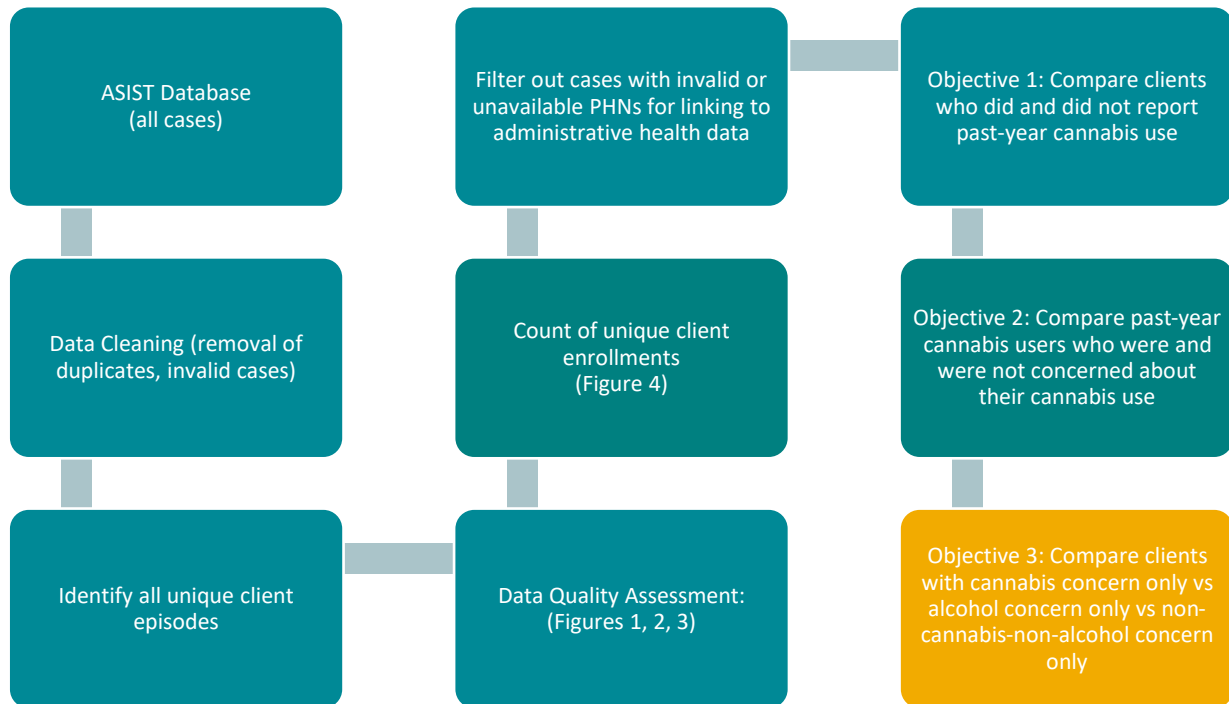 ASIST Database
(all cases)
Data Cleaning (removal of
duplicates, invalid cases)
Identify all unique client
episodes
Data Quality Assessment:
(Figures 1, 2, 3)
Count of unique client
enrollments
(Figure 4)
Filter out cases with invalid or
unavailable PHNs for linking to
administrative health data
Objective 1: Compare clients
who did and did not report
past-year cannabis use
Objective 2: Compare past-year
cannabis users who were and
were not concerned about
their cannabis use
Objective 3: Compare clients
with cannabis concern only vs
alcohol concern only vs non-
cannabis-non-alcohol concern
only